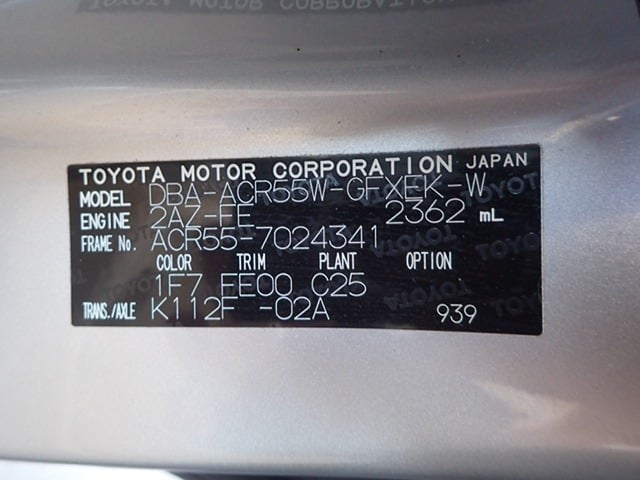 TOYOTA MOTOR CORPORATION JAPAN
MODEL DBA-ACR55W-GFXEK-W
ENGINE 2AZ-FE 2362 mL
FRAME No. ACR55-7024341
COLOR TRIM PLANT OPTION
1F7 FE00 C25
TRANS./AXLE K112F -02A 939